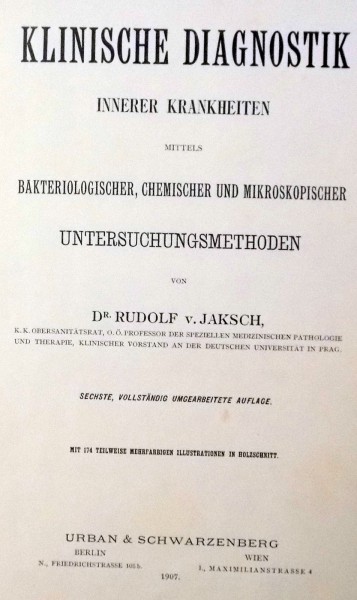 KLINISCHE DIAGNOSTIK
INNERER KRANKHEITEN
MITTELS
BAKTERIOLOGISCHER, CHEMISCHER UND MIKROSKOPISCHER
UNTERSUCHUNGSMETHODEN
VON
DR. RUDOLF v. JAKSCH,
K. K. OBERSANITÄTSRAT, O. Ö. PROFESSOR DER SPEZIELLEN MEDIZINISCHEN PATHOLOGIE
UND THERAPIE, KLINISCHER VORSTAND AN DER DEUTSCHEN UNIVERSITÄT IN PRAG.
SECHSTE, VOLLSTÄNDIG UMGEARBEITETE AUFLAGE.
MIT 174 TEILWEISE MEHRFARBIGEN ILLUSTRATIONEN IN HOLZSCHNITT.
URBAN & SCHWARZENBERG
BERLIN WIEN
N., FRIEDRICHSTRASSE 105b. I., MAXIMILIANSTRASSE 4
1907.